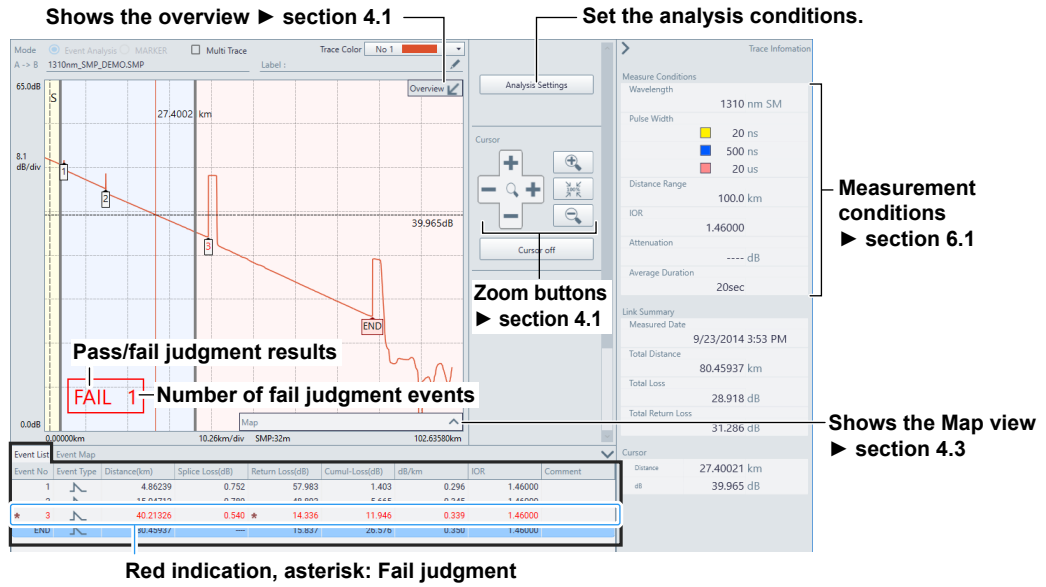 Shows the overview ► section 4.1
Set the analysis conditions.
Mode Event Analysis MARKER Multi Trace Trace Color No 1
A -> B 1310nm_SMP_DEMO.SMP Label :
65.0dB
S
Overview
27.4002 km
8.1
dB/div
1
2
39.965dB
3
END
Pass/fail judgment results
FAIL 1
Number of fail judgment events
Map
0.0dB
0.00000km 10.26km/div SMP:32m 102.63580km
Analysis Settings
Cursor
100%
Cursor off
Zoom buttons
► section 4.1
Trace Infomation
Measure Conditions
Wavelength
1310 nm SM
Pulse Width
20 ns
500 ns
20 us
Distance Range
100.0 km
IOR
1.46000
Attenuation
---- dB
Average Duration
20sec
Measurement
conditions
► section 6.1
Link Summary
Measured Date
9/23/2014 3:53 PM
Total Distance
80.45937 km
Total Loss
28.918 dB
Total Return Loss
31.286 dB
Shows the Map view
► section 4.3
Cursor
Distance 27.40021 km
dB 39.965 dB
Event List Event Map
Event No Event Type Distance(km) Splice Loss(dB) Return Loss(dB) Cumul-Loss(dB) dB/km IOR Comment
1 4.86239 0.752 57.983 1.403 0.296 1.46000
2 1.46000
* 3 40.21326 0.540 * 14.336 11.946 0.339 1.46000
END 80.45937 --- 15.837 26.576 0.350 1.46000
Red indication, asterisk: Fail judgment